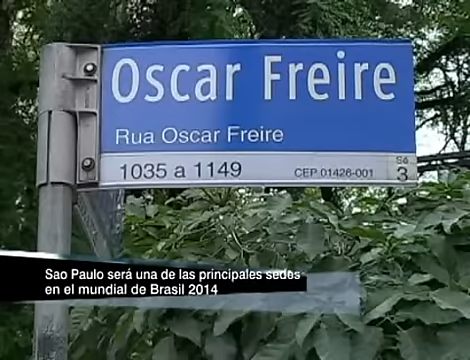 Oscar Freire
Rua Oscar Freire
1035 a 1149
CEP 01426-001
Sé
3
Sao Paulo será una de las principales sedes
en el mundial de Brasil 2014